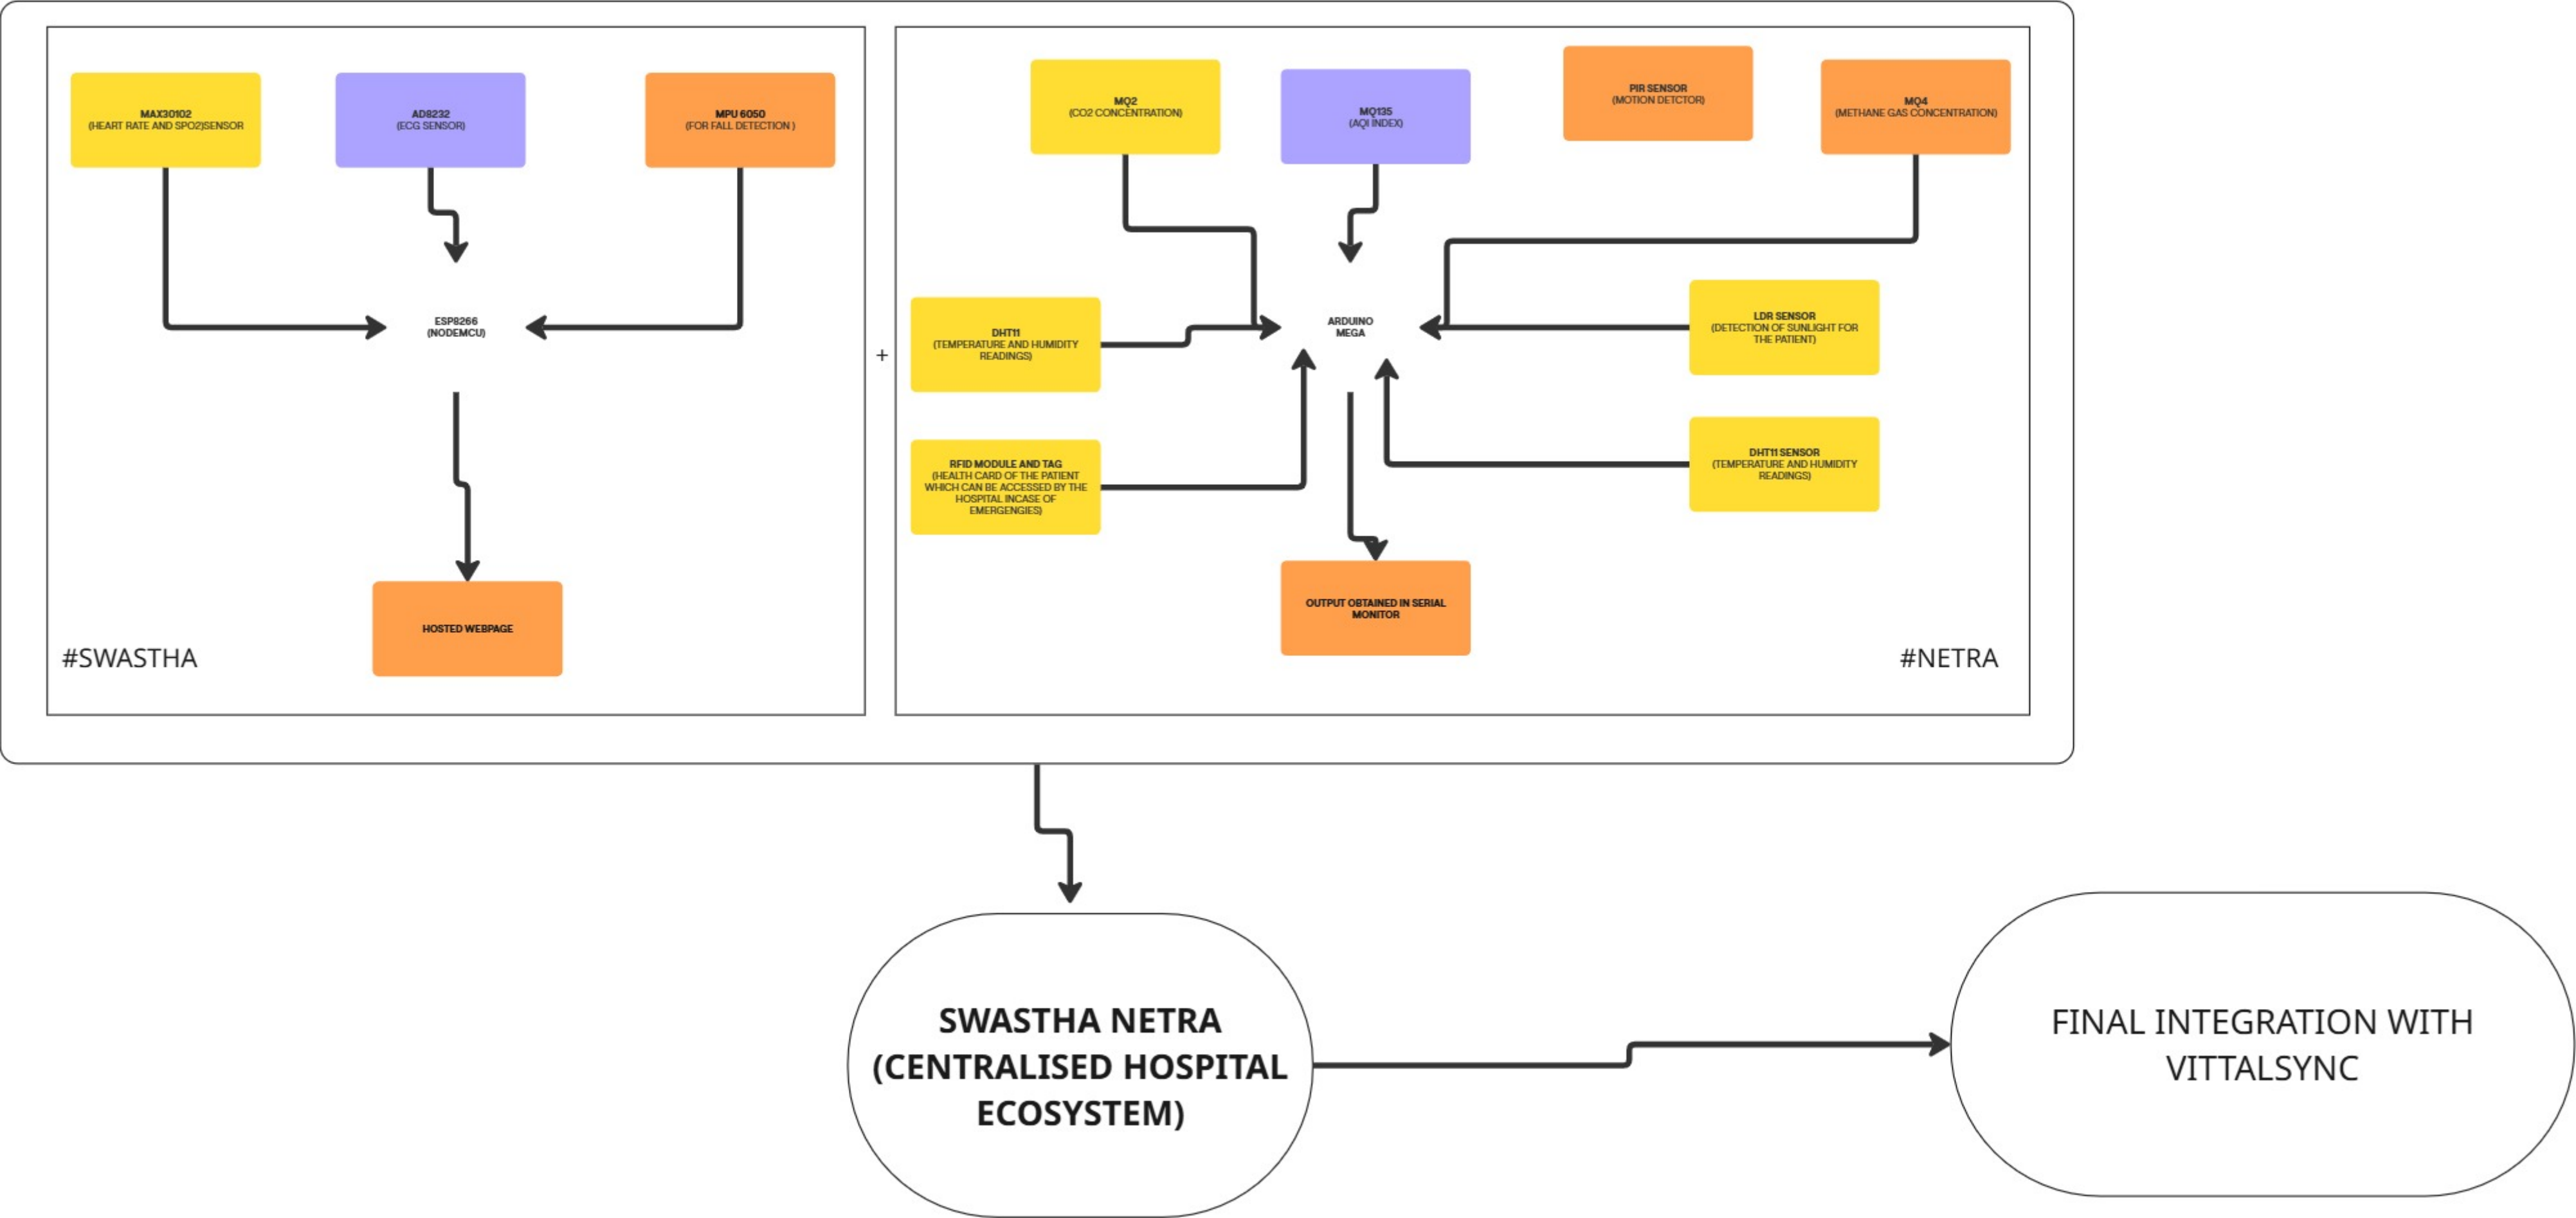 MAX30102
(HEART RATE AND SPO2)SENSOR
AD8232
(ECG SENSOR)
MPU 6050
(FOR FALL DETECTION )
ESP8266
(NODEMCU)
HOSTED WEBPAGE
#SWASTHA
+
MQ2
(CO2 CONCENTRATION)
MQ135
(AQI INDEX)
PIR SENSOR
(MOTION DETCTOR)
MQ4
(METHANE GAS CONCENTRATION)
DHT11
(TEMPERATURE AND HUMIDITY
READINGS)
ARDUINO
MEGA
LDR SENSOR
(DETECTION OF SUNLIGHT FOR
THE PATIENT)
RFID MODULE AND TAG
(HEALTH CARD OF THE PATIENT
WHICH CAN BE ACCESSED BY THE
HOSPITAL INCASE OF
EMERGENGIES)
DHT11 SENSOR
(TEMPERATURE AND HUMIDITY
READINGS)
OUTPUT OBTAINED IN SERIAL
MONITOR
#NETRA
SWASTHA NETRA
(CENTRALISED HOSPITAL
ECOSYSTEM)
FINAL INTEGRATION WITH
VITTALSYNC